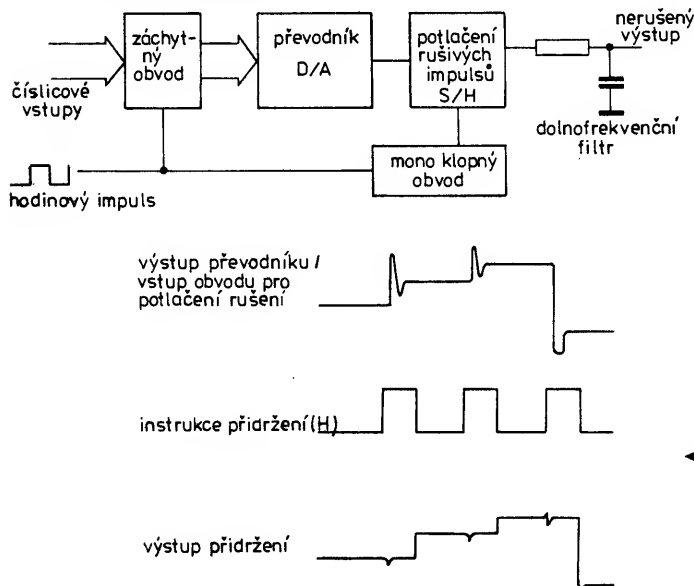 číslicové
vstupy
záchyt-
ný
obvod
převodník
D/A
potlačení
rušivých
impulsů
S/H
nerušený
výstup
dolnofrekvenční
filtr
mono klopný
obvod
hodinový impuls
výstup převodníku /
vstup obvodu pro
potlačení rušení
instrukce přidržení (H)
výstup přidržení